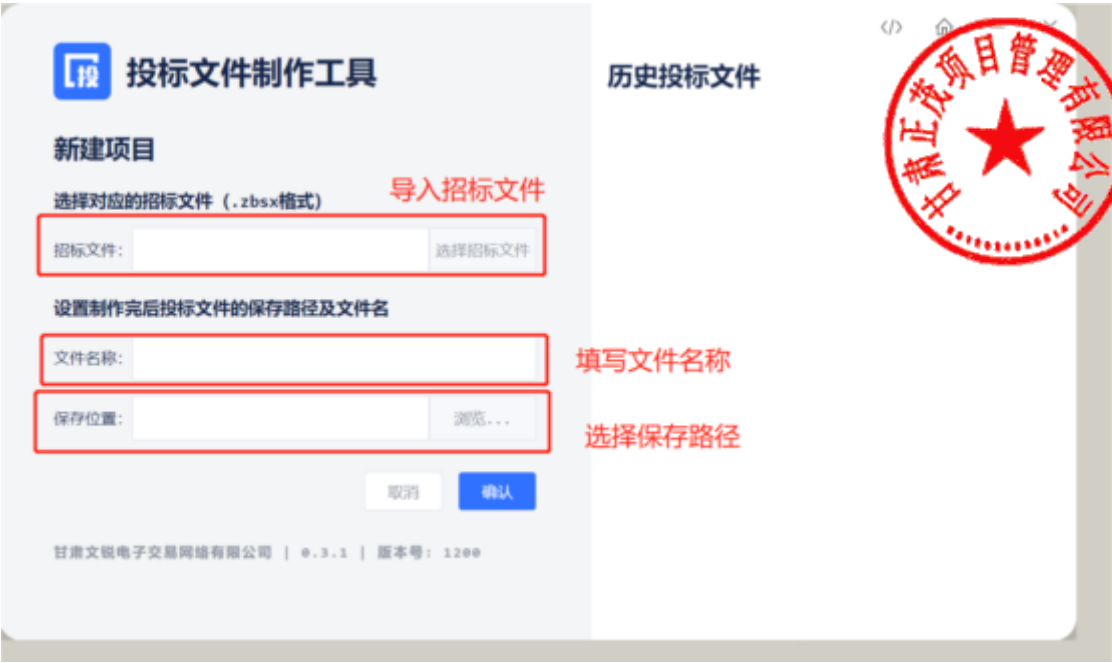 投标文件制作工具
新建项目
选择对应的招标文件（.zbsx格式）
导入招标文件
招标文件：
选择招标文件
设置制作完后投标文件的保存路径及文件名
文件名称：
填写文件名称
保存位置：
浏览...
选择保存路径
取消
确认
甘肃文锐电子交易网络有限公司 | 0.3.1 | 版本号：1200
历史投标文件
</>
甘肃正茂项目管理有限公司